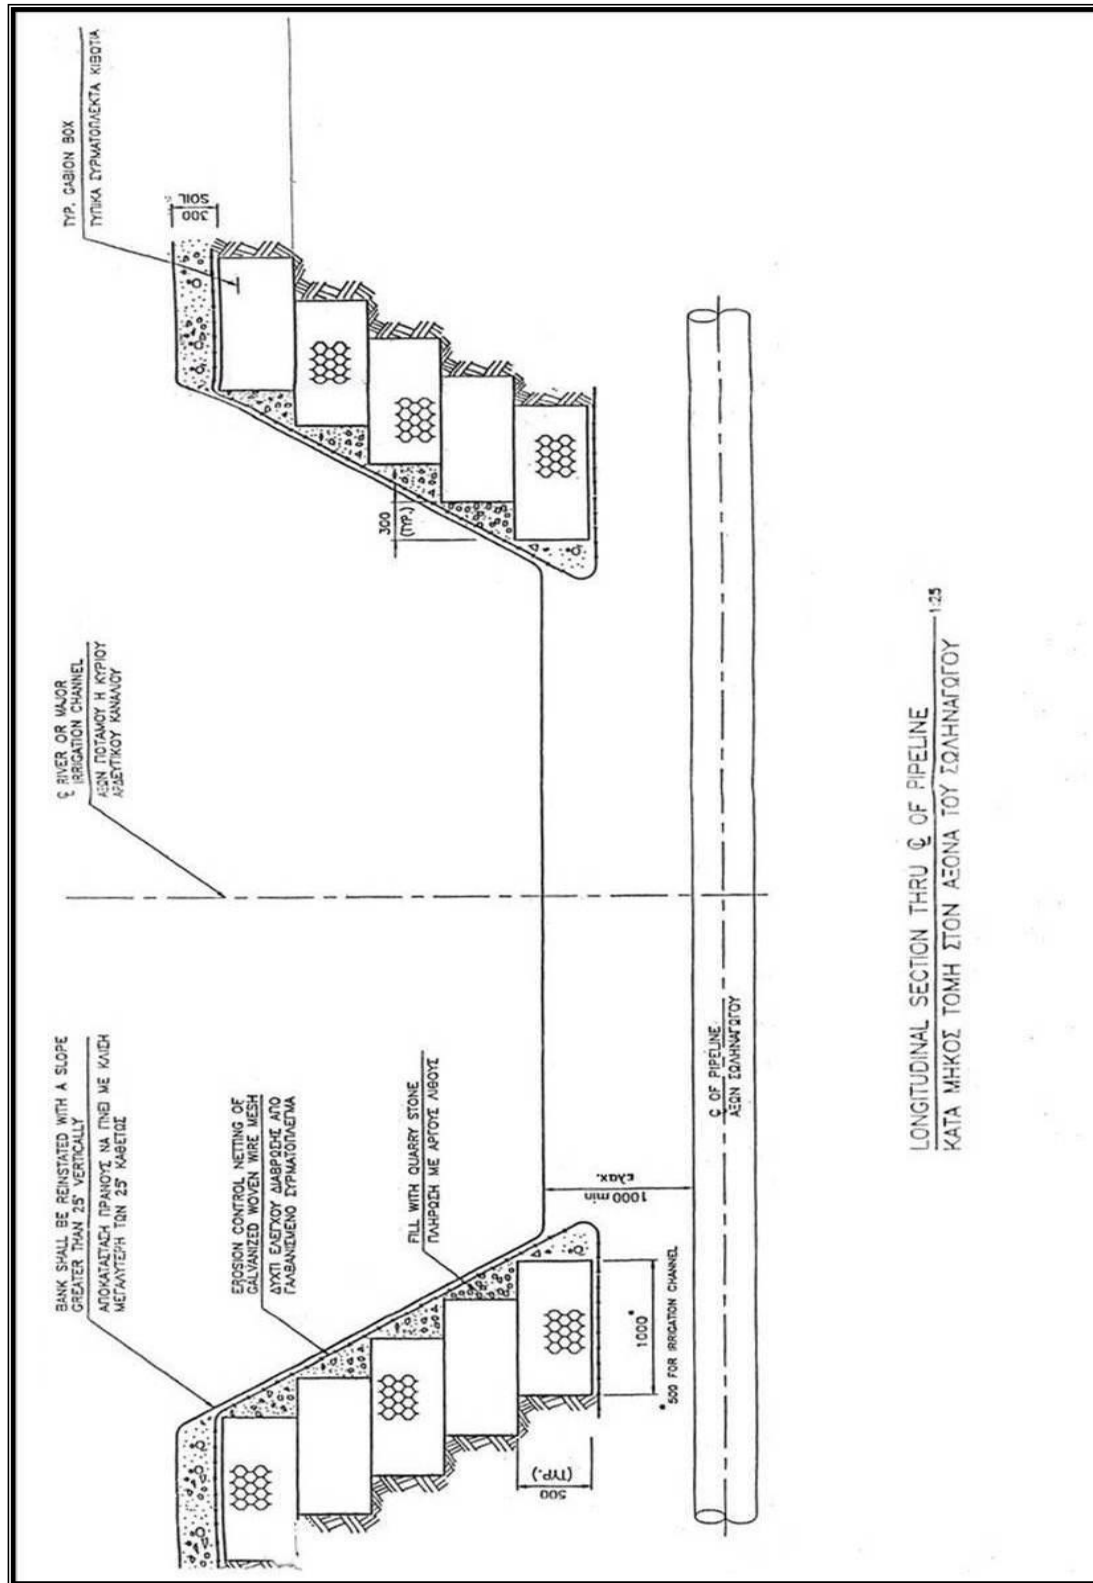 BANK SHALL BE REINSTATED WITH A SLOPE
GREATER THAN 25° VERTICALLY
ΑΠΟΚΑΤΑΣΤΑΣΗ ΠΡΑΝΟΥΣ ΝΑ ΓΙΝΕΙ ΜΕ ΚΛΙΣΗ
ΜΕΓΑΛΥΤΕΡΗ ΤΩΝ 25° ΚΑΘΕΤΩΣ
EROSION CONTROL NETTING OF
GALVANIZED WOVEN WIRE MESH
ΔΥΧΤΙ ΕΛΕΓΧΟΥ ΔΙΑΒΡΩΣΗΣ ΑΠΟ
ΓΑΛΒΑΝΙΣΜΕΝΟ ΣΥΡΜΑΤΟΠΛΕΓΜΑ
FILL WITH QUARRY STONE
ΠΛΗΡΩΣΗ ΜΕ ΑΡΓΟΥΣ ΛΙΘΟΥΣ
℄ RIVER OR MAJOR
IRRIGATION CHANNEL
ΑΞΩΝ ΠΟΤΑΜΟΥ Η ΚΥΡΙΟΥ
ΑΡΔΕΥΤΙΚΟΥ ΚΑΝΑΛΙΟΥ
TYP. GABION BOX
ΤΥΠΙΚΑ ΣΥΡΜΑΤΟΠΛΕΚΤΑ ΚΙΒΩΤΙΑ
300
SOIL
300
(TYP.)
500
(TYP.)
1000*
* 500 FOR IRRIGATION CHANNEL
1000 min
ελαχ.
℄ OF PIPELINE
ΑΞΩΝ ΣΩΛΗΝΑΓΩΓΟΥ
LONGITUDINAL SECTION THRU ℄ OF PIPELINE
1:25
ΚΑΤΑ ΜΗΚΟΣ ΤΟΜΗ ΣΤΟΝ ΑΞΟΝΑ ΤΟΥ ΣΩΛΗΝΑΓΩΓΟΥ